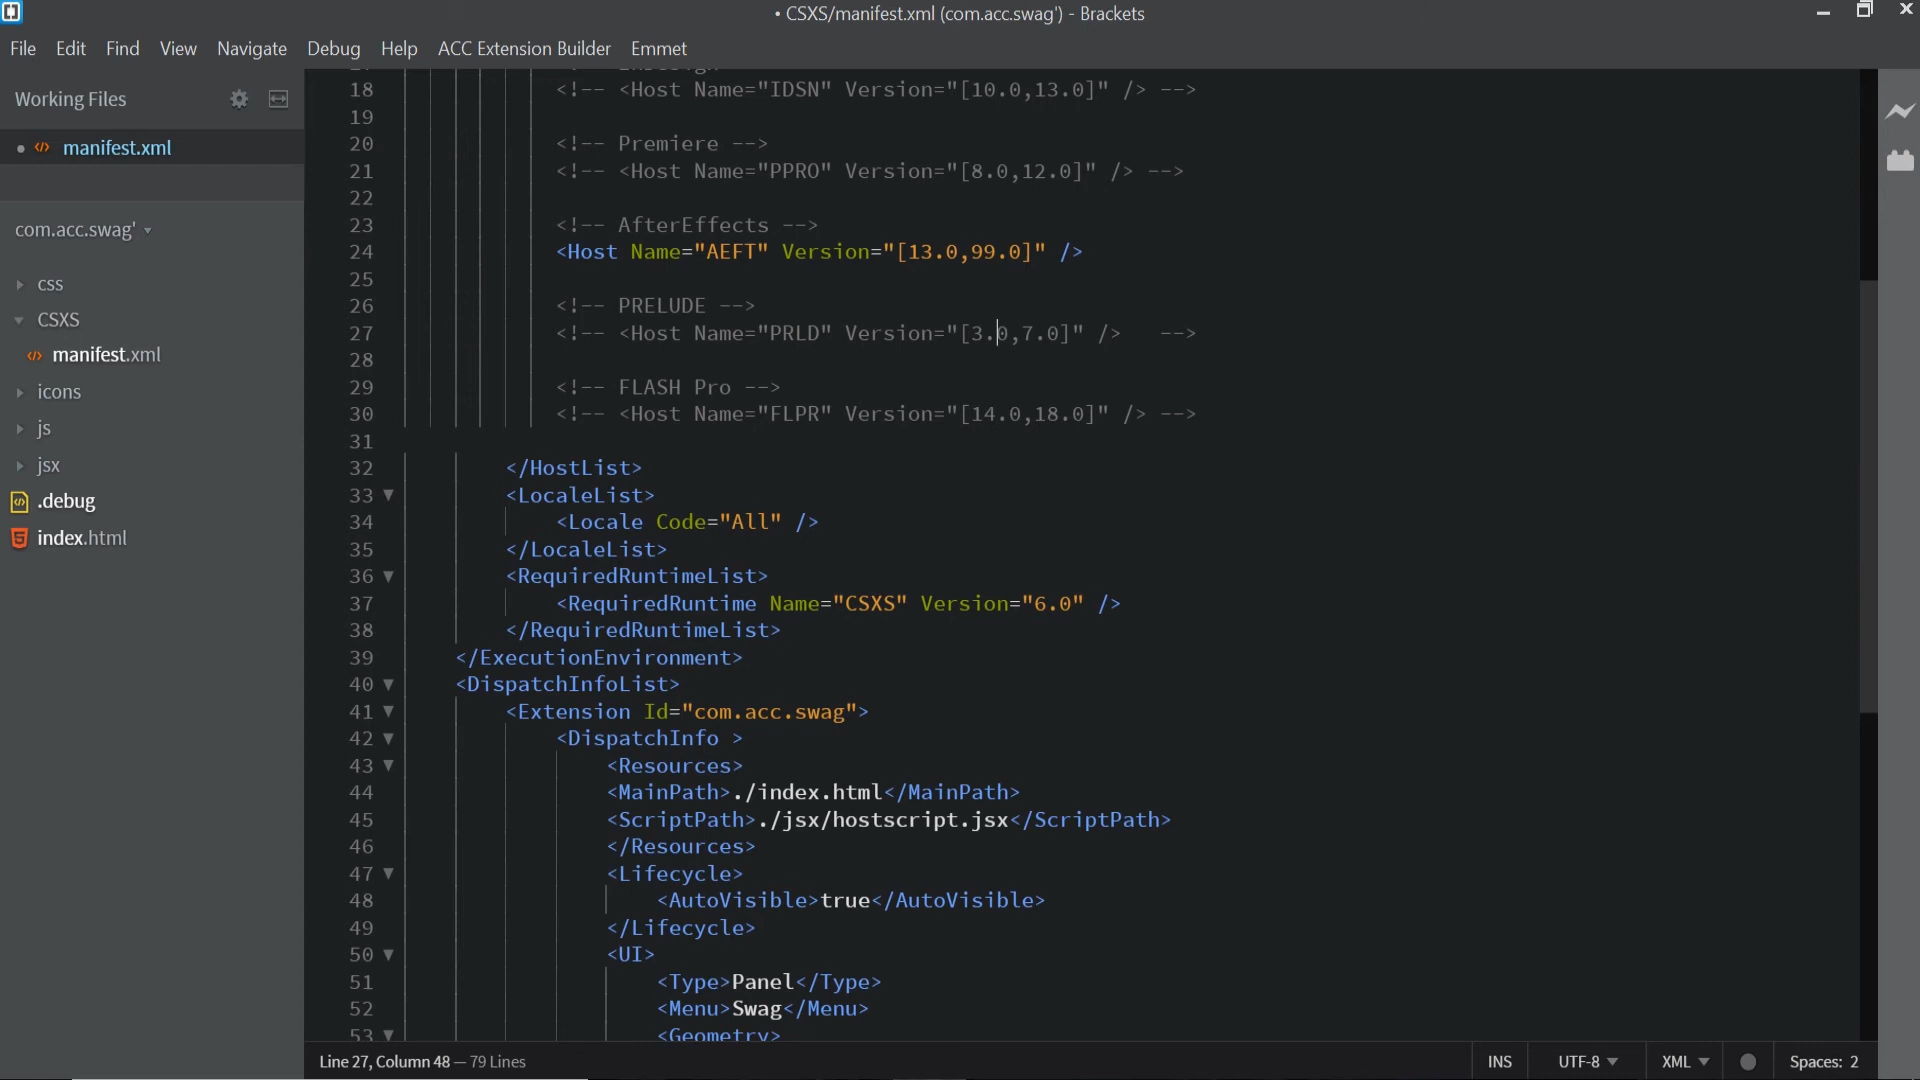 • CSXS/manifest.xml (com.acc.swag') - Brackets
File Edit Find View Navigate Debug Help ACC Extension Builder Emmet
Working Files
manifest.xml
com.acc.swag'
css
CSXS
manifest.xml
icons
js
jsx
.debug
index.html
18 <!-- <Host Name="IDSN" Version="[10.0,13.0]" /> -->
19
20 <!-- Premiere -->
21 <!-- <Host Name="PPRO" Version="[8.0,12.0]" /> -->
22
23 <!-- AfterEffects -->
24 <Host Name="AEFT" Version="[13.0,99.0]" />
25
26 <!-- PRELUDE -->
27 <!-- <Host Name="PRLD" Version="[3.0,7.0]" /> -->
28
29 <!-- FLASH Pro -->
30 <!-- <Host Name="FLPR" Version="[14.0,18.0]" /> -->
31
32 </HostList>
33 <LocaleList>
34 <Locale Code="All" />
35 </LocaleList>
36 <RequiredRuntimeList>
37 <RequiredRuntime Name="CSXS" Version="6.0" />
38 </RequiredRuntimeList>
39 </ExecutionEnvironment>
40 <DispatchInfoList>
41 <Extension Id="com.acc.swag">
42 <DispatchInfo >
43 <Resources>
44 <MainPath>./index.html</MainPath>
45 <ScriptPath>./jsx/hostscript.jsx</ScriptPath>
46 </Resources>
47 <Lifecycle>
48 <AutoVisible>true</AutoVisible>
49 </Lifecycle>
50 <UI>
51 <Type>Panel</Type>
52 <Menu>Swag</Menu>
53 <Geometry>
Line 27, Column 48 — 79 Lines
INS UTF-8 XML Spaces: 2